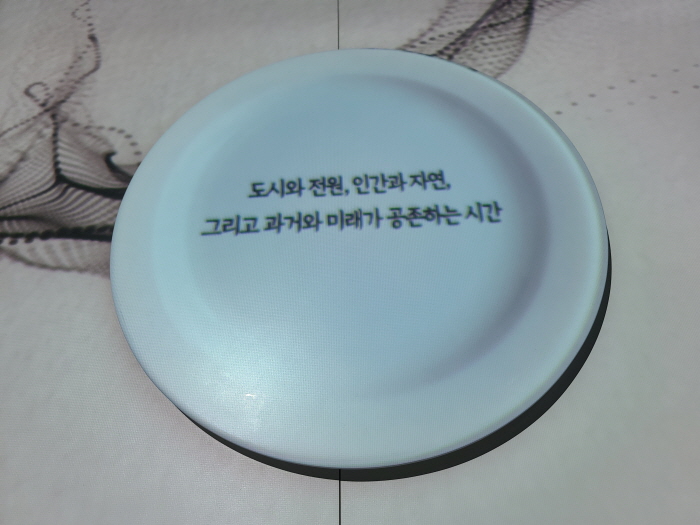 도시와 전원, 인간과 자연,
그리고 과거와 미래가 공존하는 시간